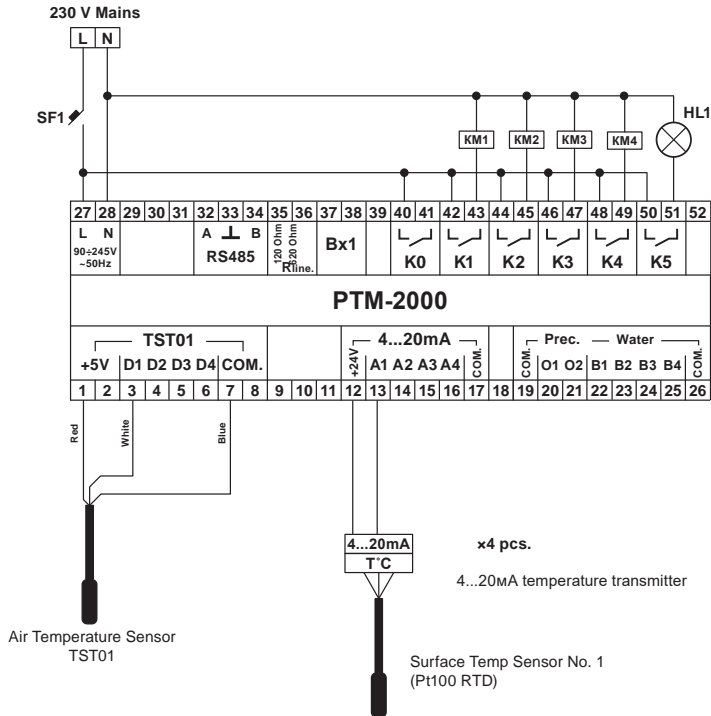 230 V Mains
L N
SF1
HL1
KM1 KM2 KM3 KM4
27 28 29 30 31 32 33 34 35 36 37 38 39 40 41 42 43 44 45 46 47 48 49 50 51 52
L N
90÷245V
~50Hz
A ⊥ B
RS485
120 Ohm
620 Ohm
Rline.
Bx1
K0 K1 K2 K3 K4 K5
PTM-2000
TST01
+5V D1 D2 D3 D4 COM.
4...20mA
+24V A1 A2 A3 A4 COM.
Prec. Water
COM. O1 O2 B1 B2 B3 B4 COM.
1 2 3 4 5 6 7 8 9 10 11 12 13 14 15 16 17 18 19 20 21 22 23 24 25 26
Red
White
Blue
4...20mA
T°C
×4 pcs.
4...20мA temperature transmitter
Air Temperature Sensor
TST01
Surface Temp Sensor No. 1
(Pt100 RTD)